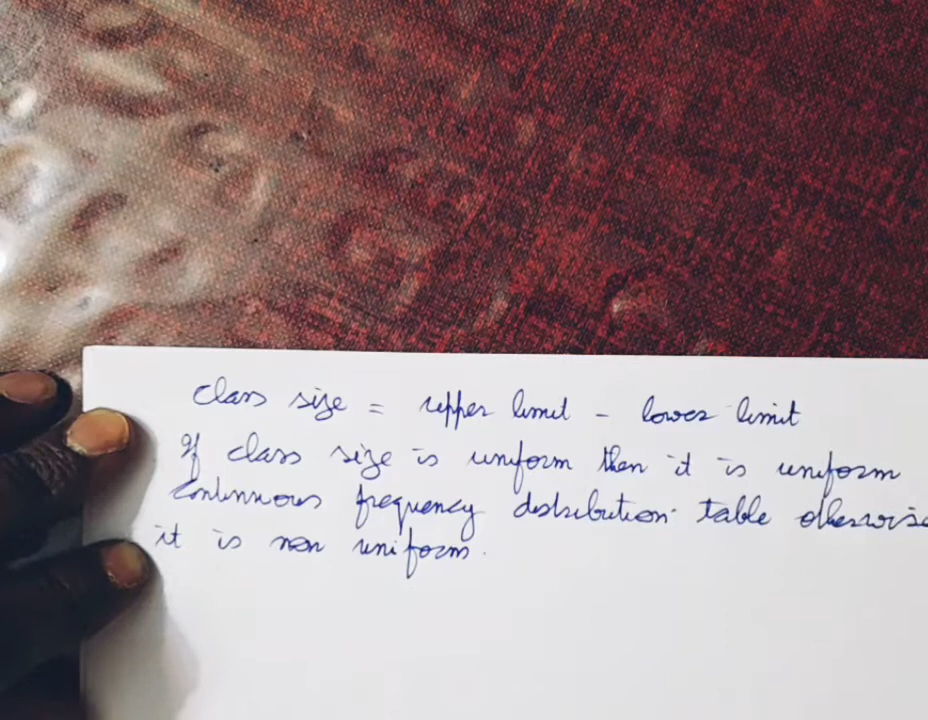 class size = upper limit - lower limit
If class size is uniform then it is uniform
continuous frequency distribution table otherwise
it is non uniform.